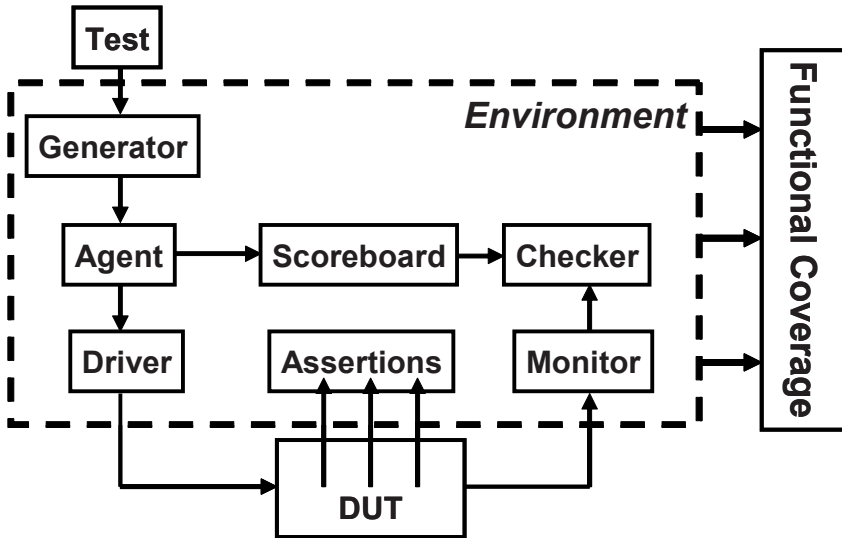 Test
Environment
Generator
Agent
Scoreboard
Checker
Driver
Assertions
Monitor
DUT
Functional Coverage